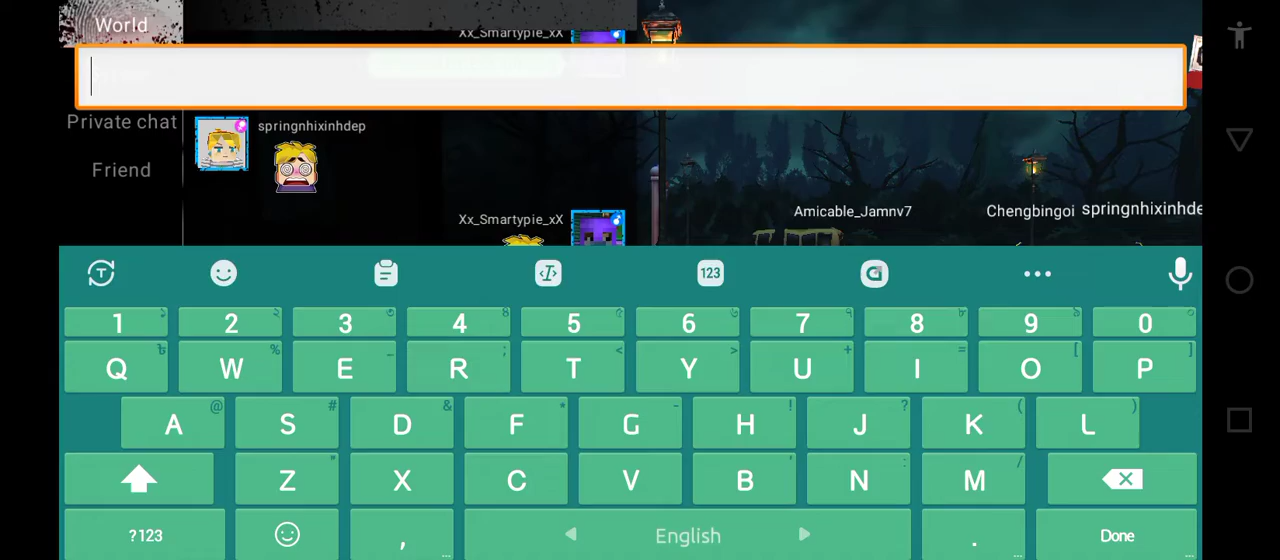 World
Xx_Smartypie_xX
Private chat
springnhixinhdep
Friend
Xx_Smartypie_xX
Amicable_Jamnv7
Chengbingoi
springnhixinhde
123
1 2 3 4 5 6 7 8 9 0
Q W E R T Y U I O P
% _ ; < > + = [ ]
A S D F G H J K L
@ # & * - ! ? ( )
Z X C V B N M
" ' : /
?123 , English . Done